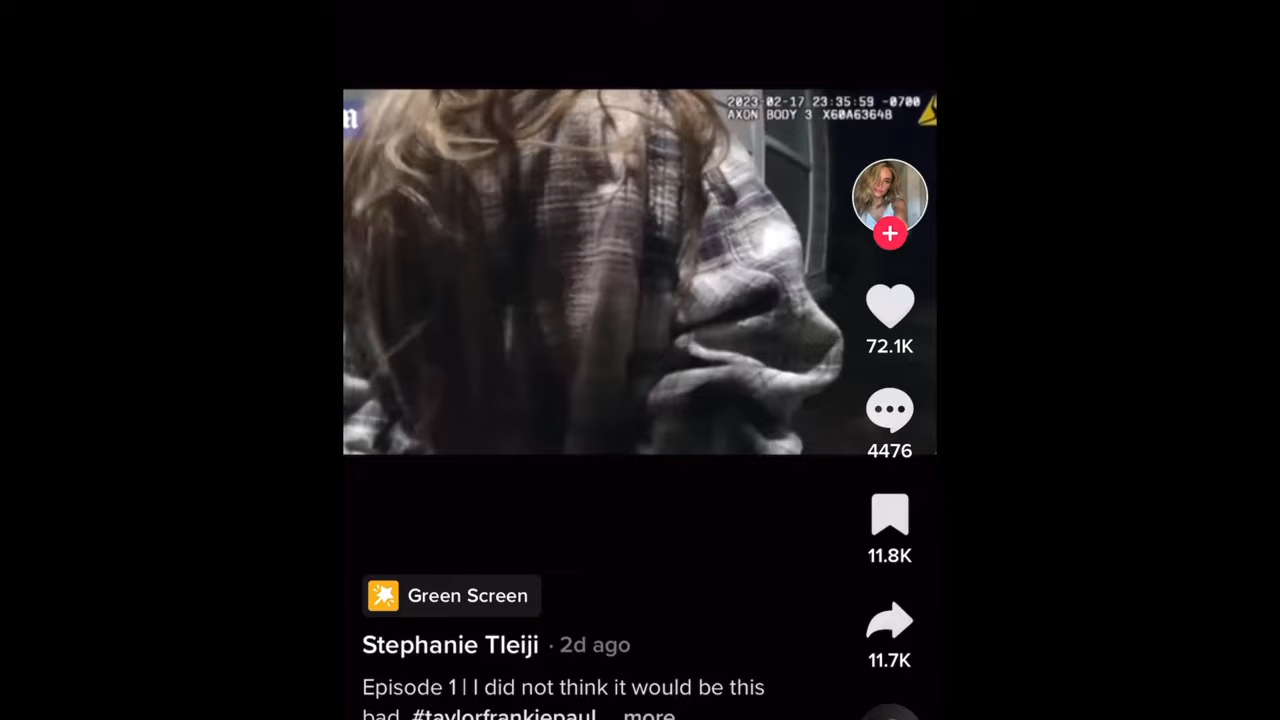 2023-02-17 23:35:59 -0700
AXON BODY 3 X60A6364B
72.1K
4476
11.8K
11.7K
Green Screen
Stephanie Tleiji · 2d ago
Episode 1 | I did not think it would be this
bad #taylorfrankiepaul... more